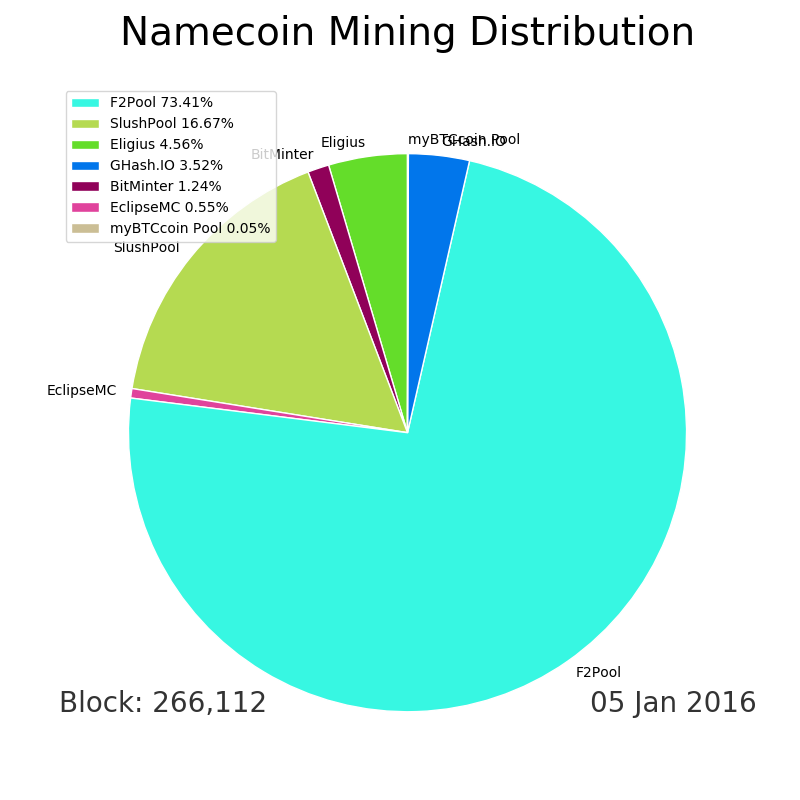 Namecoin Mining Distribution
F2Pool 73.41%
SlushPool 16.67%
Eligius 4.56%
GHash.IO 3.52%
BitMinter 1.24%
EclipseMC 0.55%
myBTCcoin Pool 0.05%
myBTCcoin Pool
GHash.IO
Eligius
BitMinter
SlushPool
EclipseMC
F2Pool
Block: 266,112
05 Jan 2016